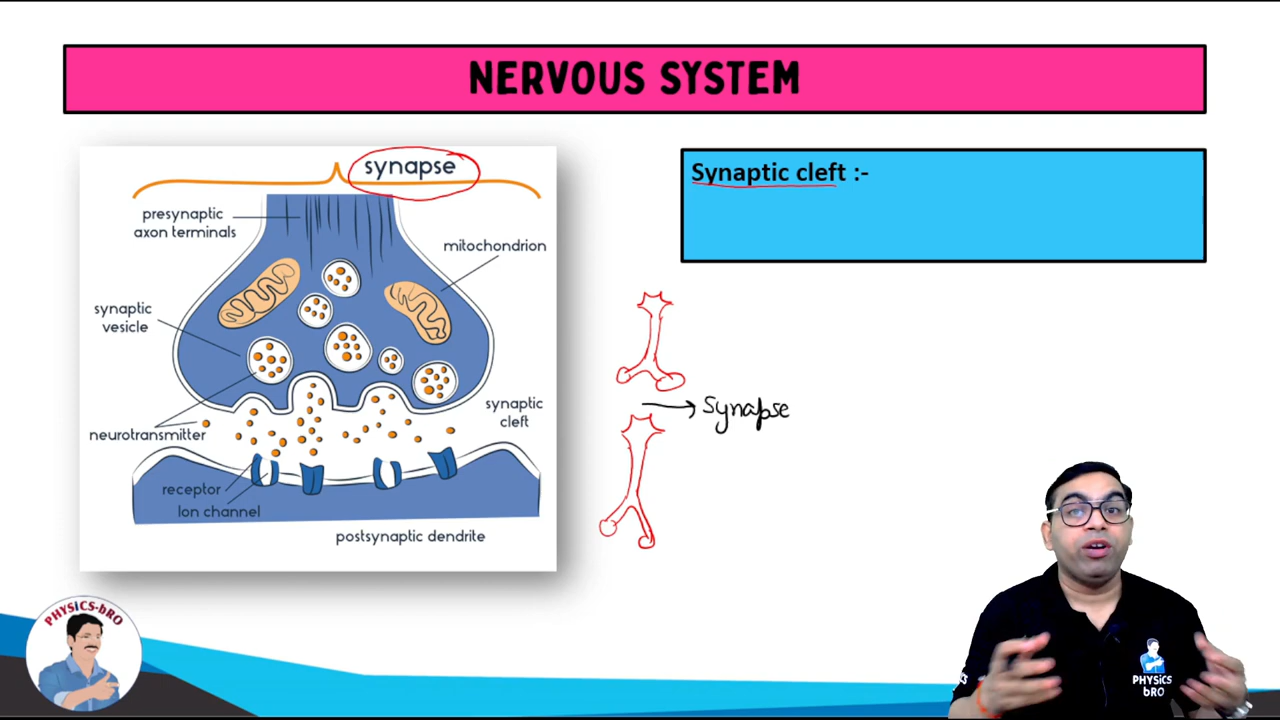 NERVOUS SYSTEM
synapse
presynaptic
axon terminals
mitochondrion
synaptic
vesicle
synaptic
cleft
neurotransmitter
receptor
Ion channel
postsynaptic dendrite
Synaptic cleft :-
Synapse
PHYSICS-bRO
PHYSICS
bRO